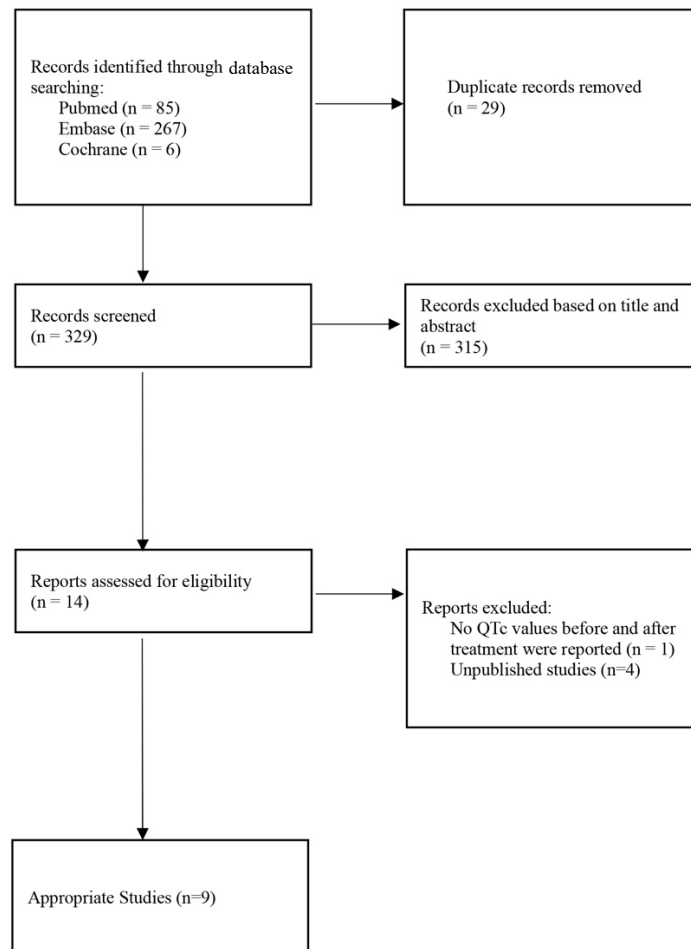 Records identified through database
searching:
Pubmed (n = 85)
Embase (n = 267)
Cochrane (n = 6)
Duplicate records removed
(n = 29)
Records screened
(n = 329)
Records excluded based on title and
abstract
(n = 315)
Reports assessed for eligibility
(n = 14)
Reports excluded:
No QTc values before and after
treatment were reported (n = 1)
Unpublished studies (n=4)
Appropriate Studies (n=9)